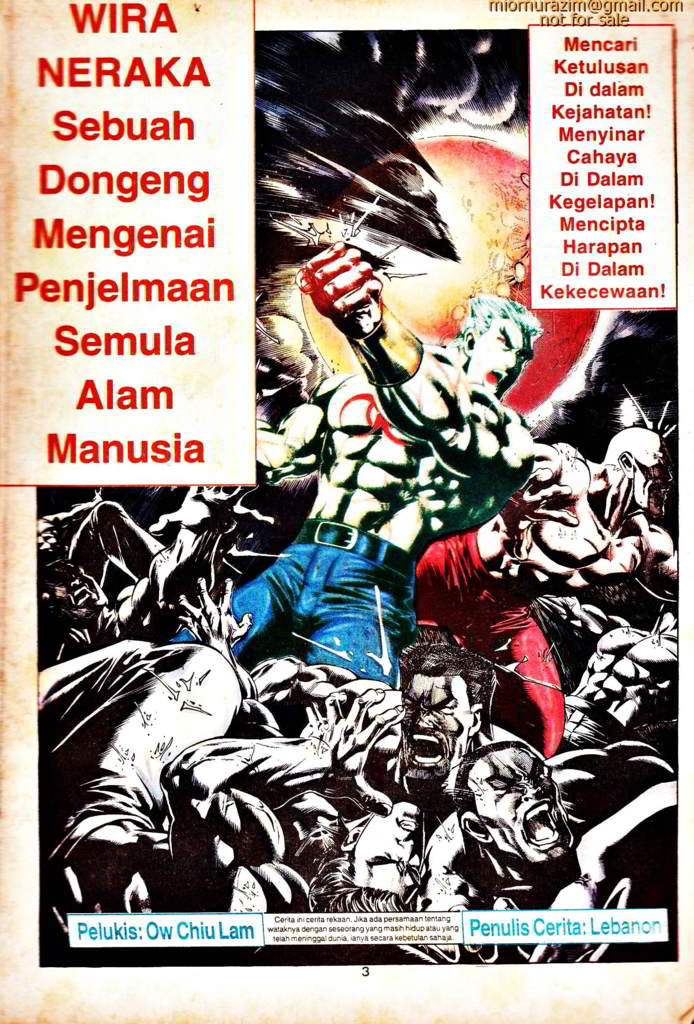 miornurazim@gmail.com
not for sale
WIRA
NERAKA
Sebuah
Dongeng
Mengenai
Penjelmaan
Semula
Alam
Manusia
Mencari
Ketulusan
Di dalam
Kejahatan!
Menyinar
Cahaya
Di Dalam
Kegelapan!
Mencipta
Harapan
Di Dalam
Kekecewaan!
Pelukis: Ow Chiu Lam
Cerita ini cerita rekaan. Jika ada persamaan tentang
wataknya dengan seseorang yang masih hidup atau yang
telah meninggal dunia, ianya secara kebetulan sahaja.
Penulis Cerita: Lebanon
3